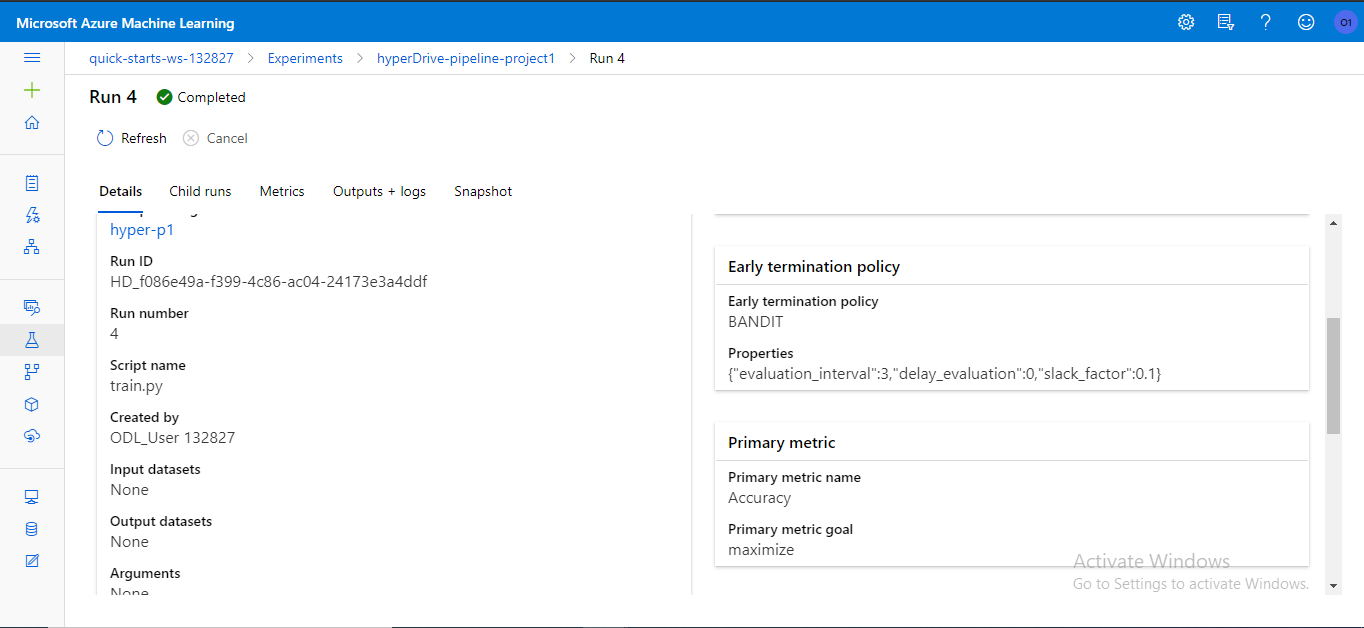 Microsoft Azure Machine Learning
O1
quick-starts-ws-132827 > Experiments > hyperDrive-pipeline-project1 > Run 4
Run 4 Completed
Refresh Cancel
Details Child runs Metrics Outputs + logs Snapshot
hyper-p1
Run ID
HD_f086e49a-f399-4c86-ac04-24173e3a4ddf
Run number
4
Script name
train.py
Created by
ODL_User 132827
Input datasets
None
Output datasets
None
Arguments
None
Early termination policy
Early termination policy
BANDIT
Properties
{"evaluation_interval":3,"delay_evaluation":0,"slack_factor":0.1}
Primary metric
Primary metric name
Accuracy
Primary metric goal
maximize
Activate Windows
Go to Settings to activate Windows.